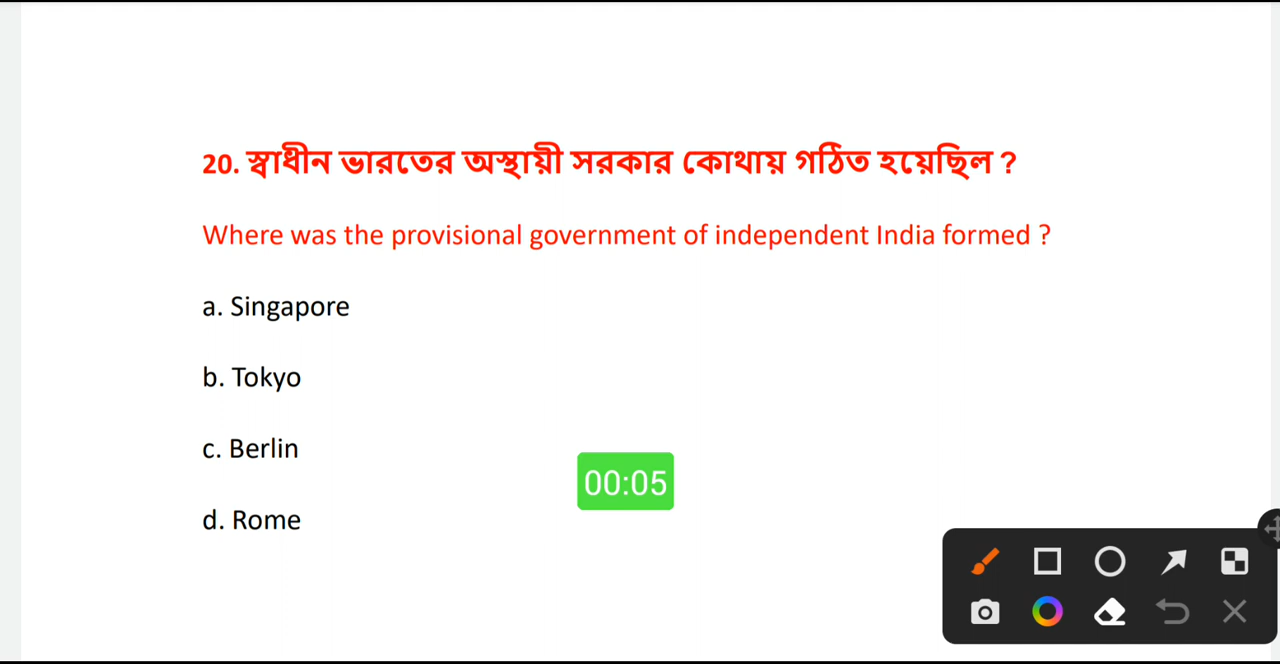 20. স্বাধীন ভারতের অস্থায়ী সরকার কোথায় গঠিত হয়েছিল ?
Where was the provisional government of independent India formed ?
a. Singapore
b. Tokyo
c. Berlin
00:05
d. Rome